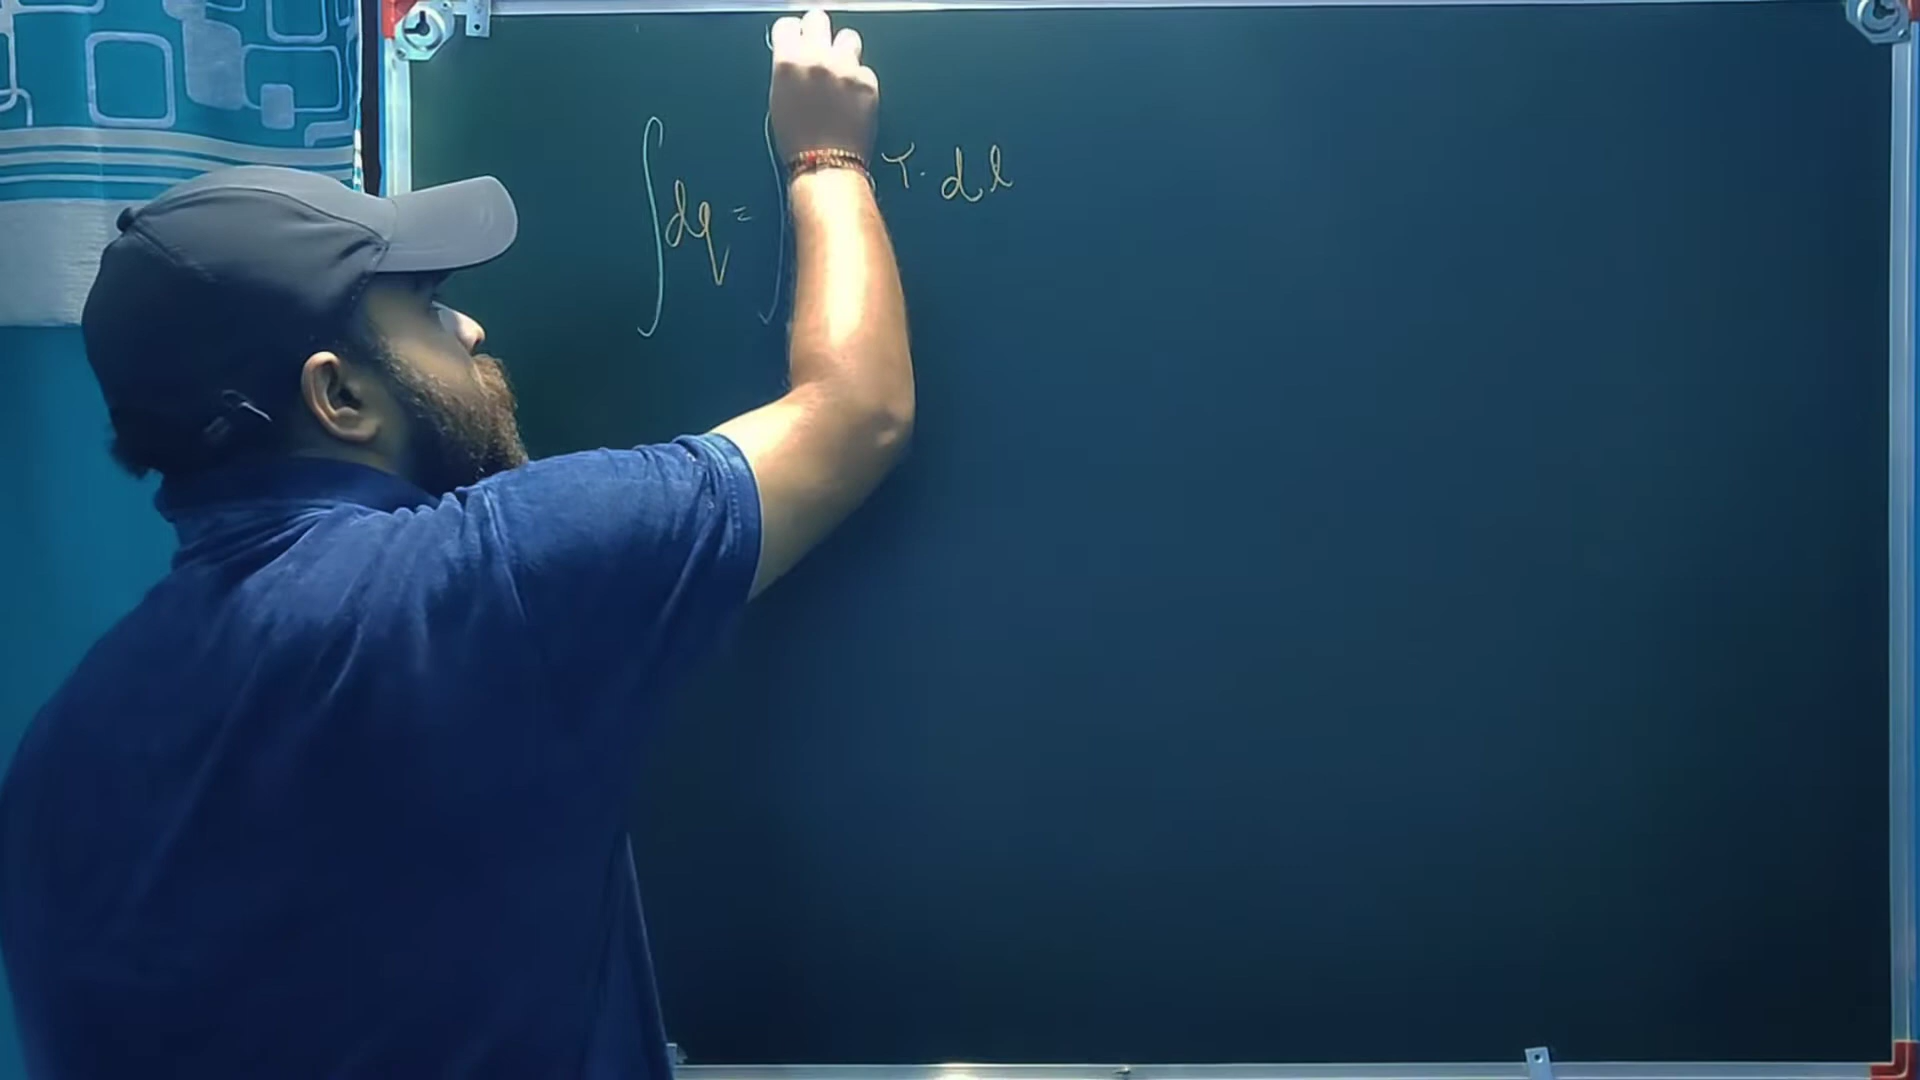 ∫dq = ∫ r · dl